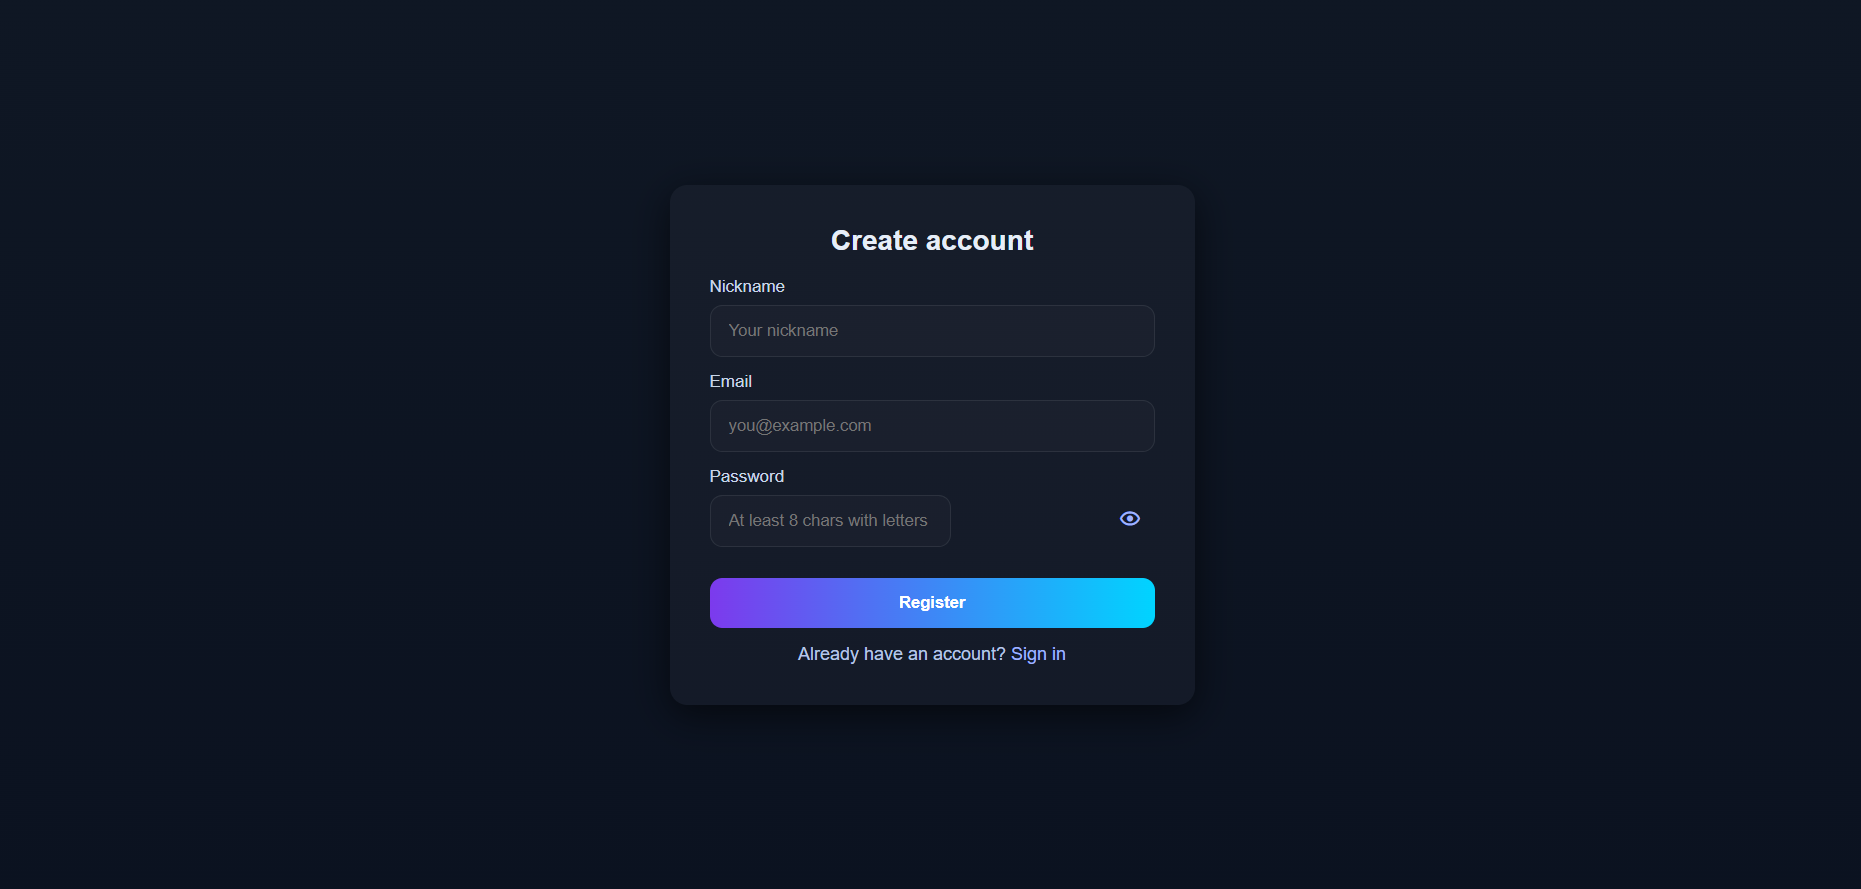 Create account
Nickname
Your nickname
Email
you@example.com
Password
At least 8 chars with letters
Register
Already have an account? Sign in